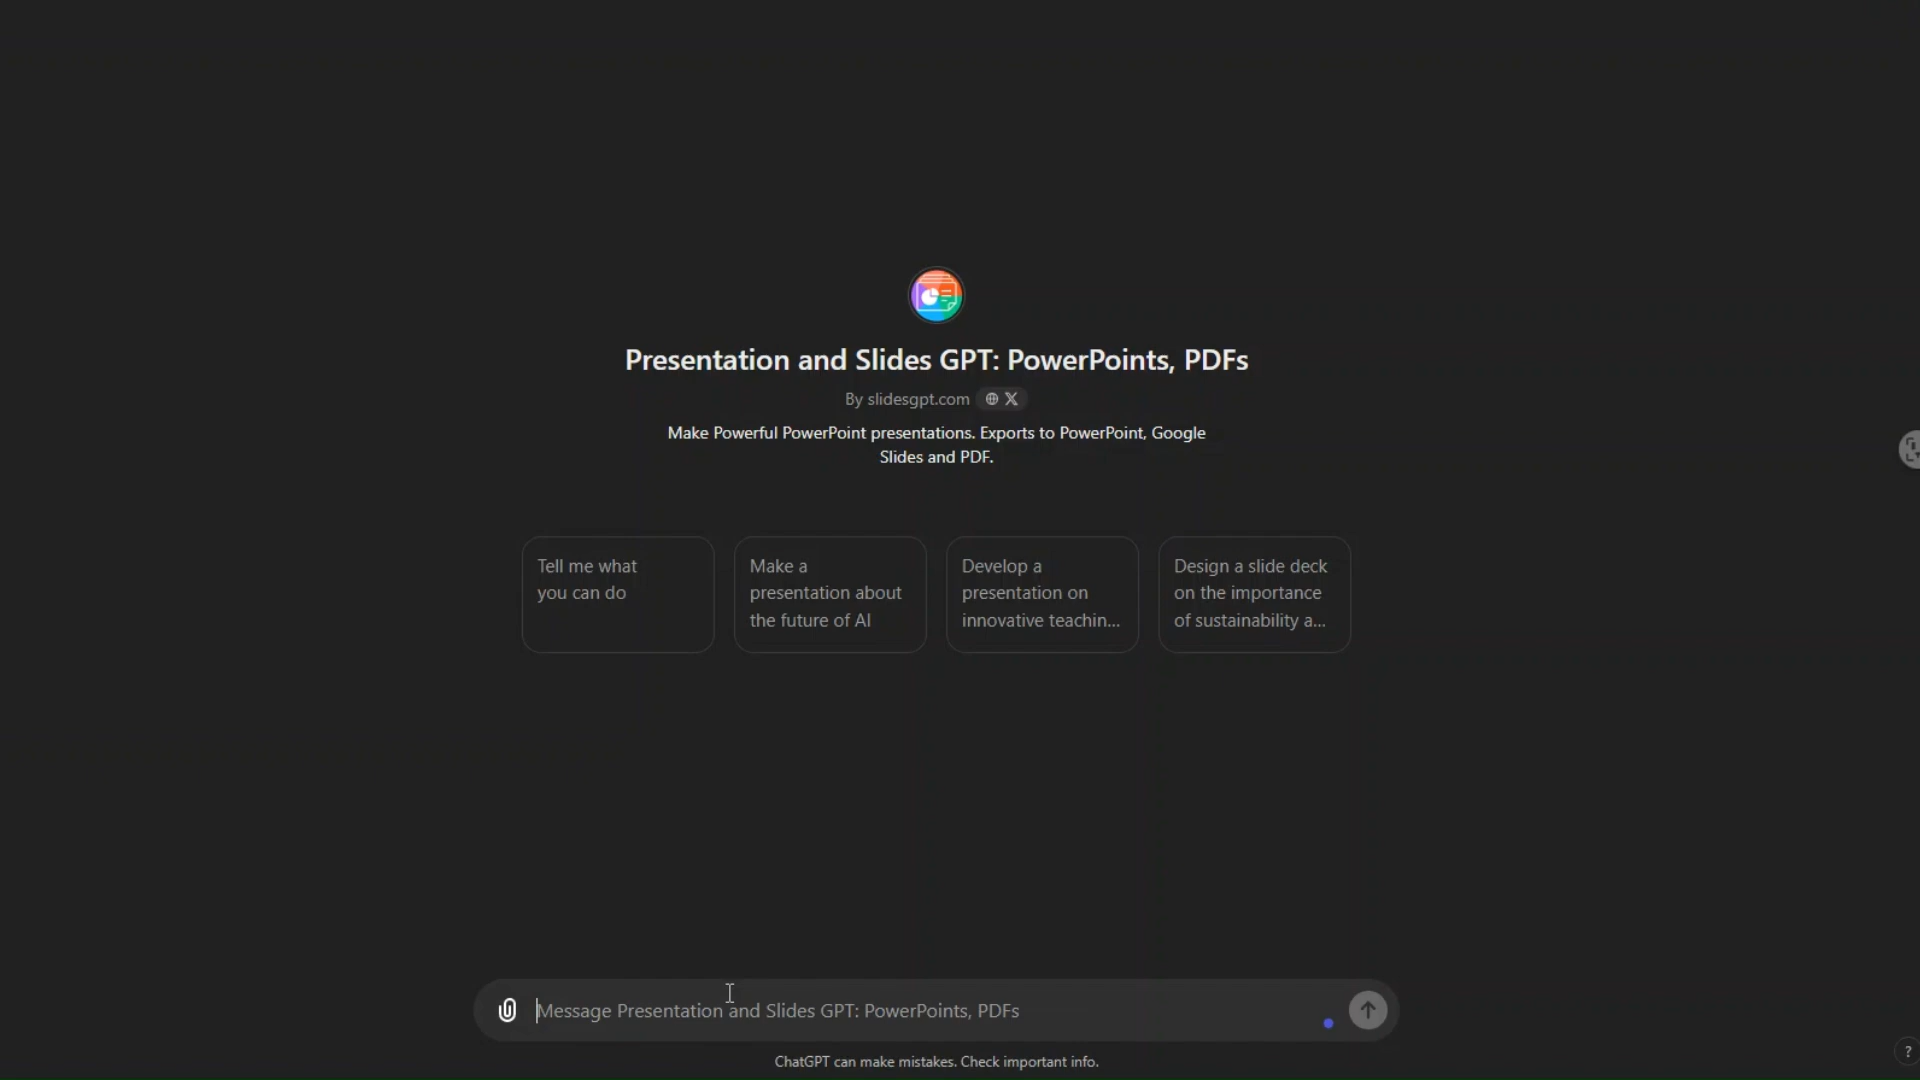 Presentation and Slides GPT: PowerPoints, PDFs
By slidesgpt.com
Make Powerful PowerPoint presentations. Exports to PowerPoint, Google
Slides and PDF.
Tell me what
you can do
Make a
presentation about
the future of AI
Develop a
presentation on
innovative teachin...
Design a slide deck
on the importance
of sustainability a...
Message Presentation and Slides GPT: PowerPoints, PDFs
ChatGPT can make mistakes. Check important info.
?